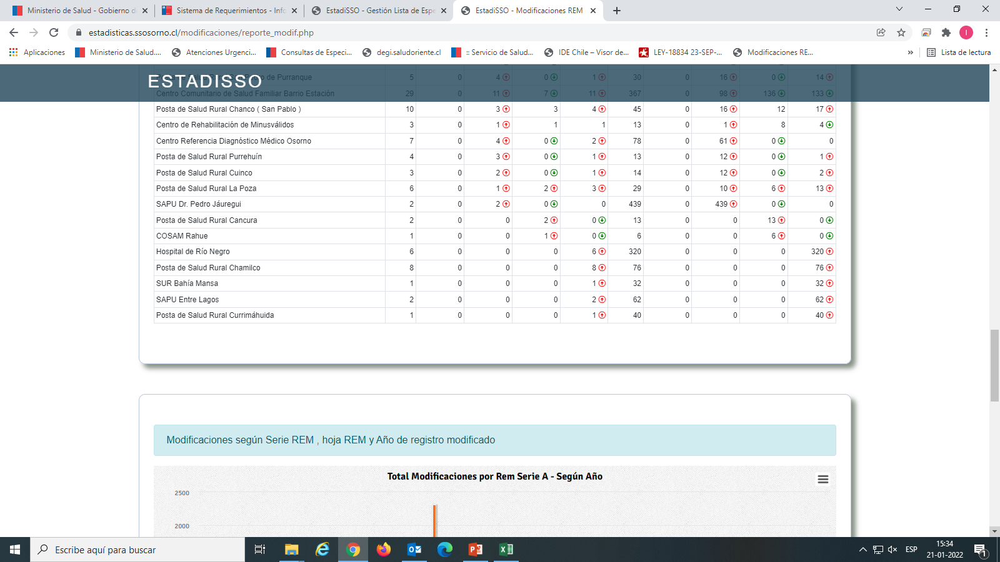 Ministerio de Salud - Gobierno d
Sistema de Requerimientos - Info
EstadiSSO - Gestión Lista de Espe
EstadiSSO - Modificaciones REM
estadisticas.ssosorno.cl/modificaciones/reporte_modif.php
I
Aplicaciones
Ministerio de Salud....
Atenciones Urgenci...
Consultas de Especi...
degi.saludoriente.cl
:: Servicio de Salud...
IDE Chile – Visor de...
LEY-18834 23-SEP-...
Modificaciones RE...
»
Lista de lectura
ESTADISSO
de Purranque 5 0 4 0 1 30 0 16 0 14
Centro Comunitario de Salud Familiar Barrio Estación 29 0 11 7 11 367 0 98 136 133
Posta de Salud Rural Chanco ( San Pablo ) 10 0 3 3 4 45 0 16 12 17
Centro de Rehabilitación de Minusválidos 3 0 1 1 1 13 0 1 8 4
Centro Referencia Diagnóstico Médico Osorno 7 0 4 0 2 78 0 61 0 0
Posta de Salud Rural Purrehuín 4 0 3 0 1 13 0 12 0 1
Posta de Salud Rural Cuinco 3 0 2 0 1 14 0 12 0 2
Posta de Salud Rural La Poza 6 0 1 2 3 29 0 10 6 13
SAPU Dr. Pedro Jáuregui 2 0 2 0 0 439 0 439 0 0
Posta de Salud Rural Cancura 2 0 0 2 0 13 0 0 13 0
COSAM Rahue 1 0 0 1 0 6 0 0 6 0
Hospital de Río Negro 6 0 0 0 6 320 0 0 0 320
Posta de Salud Rural Chamilco 8 0 0 0 8 76 0 0 0 76
SUR Bahía Mansa 1 0 0 0 1 32 0 0 0 32
SAPU Entre Lagos 2 0 0 0 2 62 0 0 0 62
Posta de Salud Rural Currimáhuida 1 0 0 0 1 40 0 0 0 40
Modificaciones según Serie REM , hoja REM y Año de registro modificado
Total Modificaciones por Rem Serie A - Según Año
2500
2000
Escribe aquí para buscar
ESP
15:34
21-01-2022
1